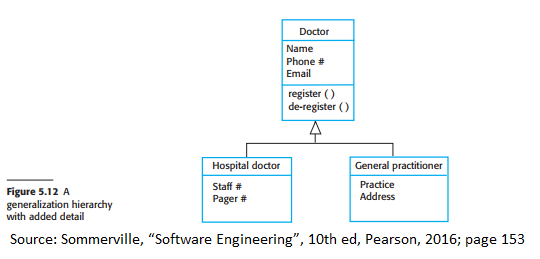 Doctor
Name
Phone #
Email
register ( )
de-register ( )
Hospital doctor
Staff #
Pager #
General practitioner
Practice
Address
Figure 5.12 A
generalization hierarchy
with added detail
Source: Sommerville, “Software Engineering”, 10th ed, Pearson, 2016; page 153